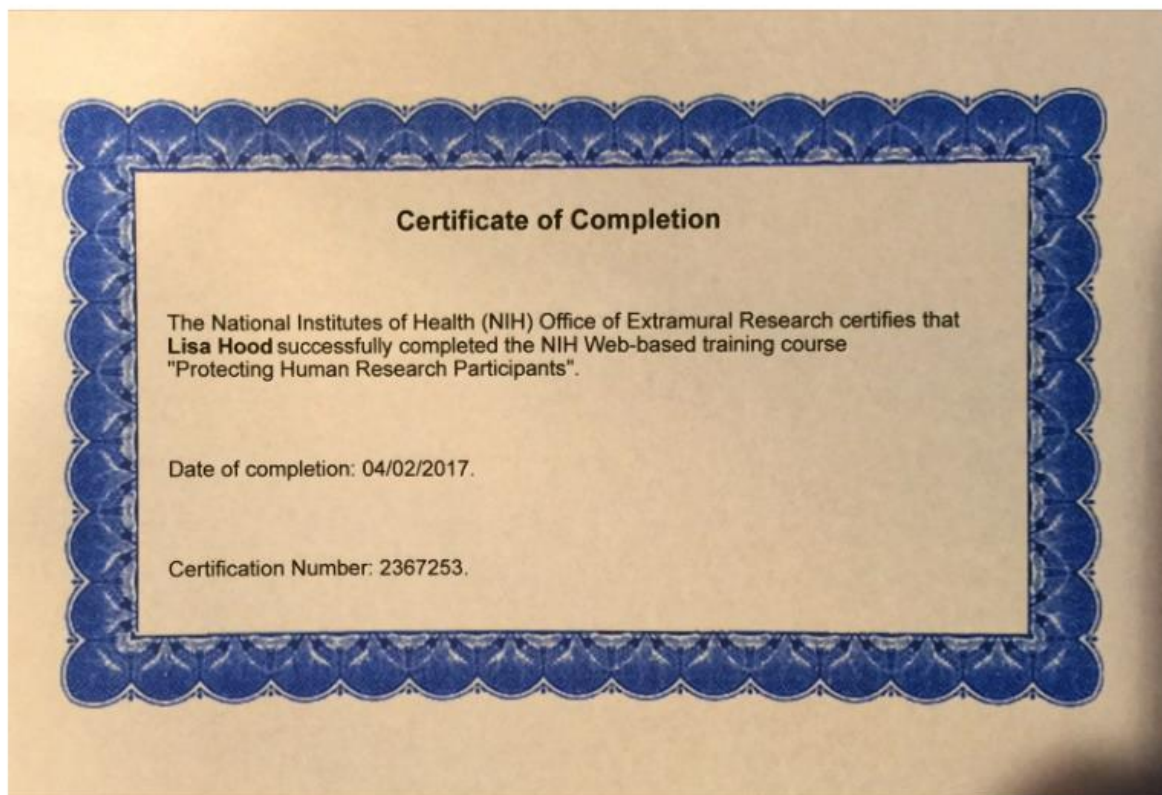 Certificate of Completion
The National Institutes of Health (NIH) Office of Extramural Research certifies that
Lisa Hood successfully completed the NIH Web-based training course
"Protecting Human Research Participants".
Date of completion: 04/02/2017.
Certification Number: 2367253.